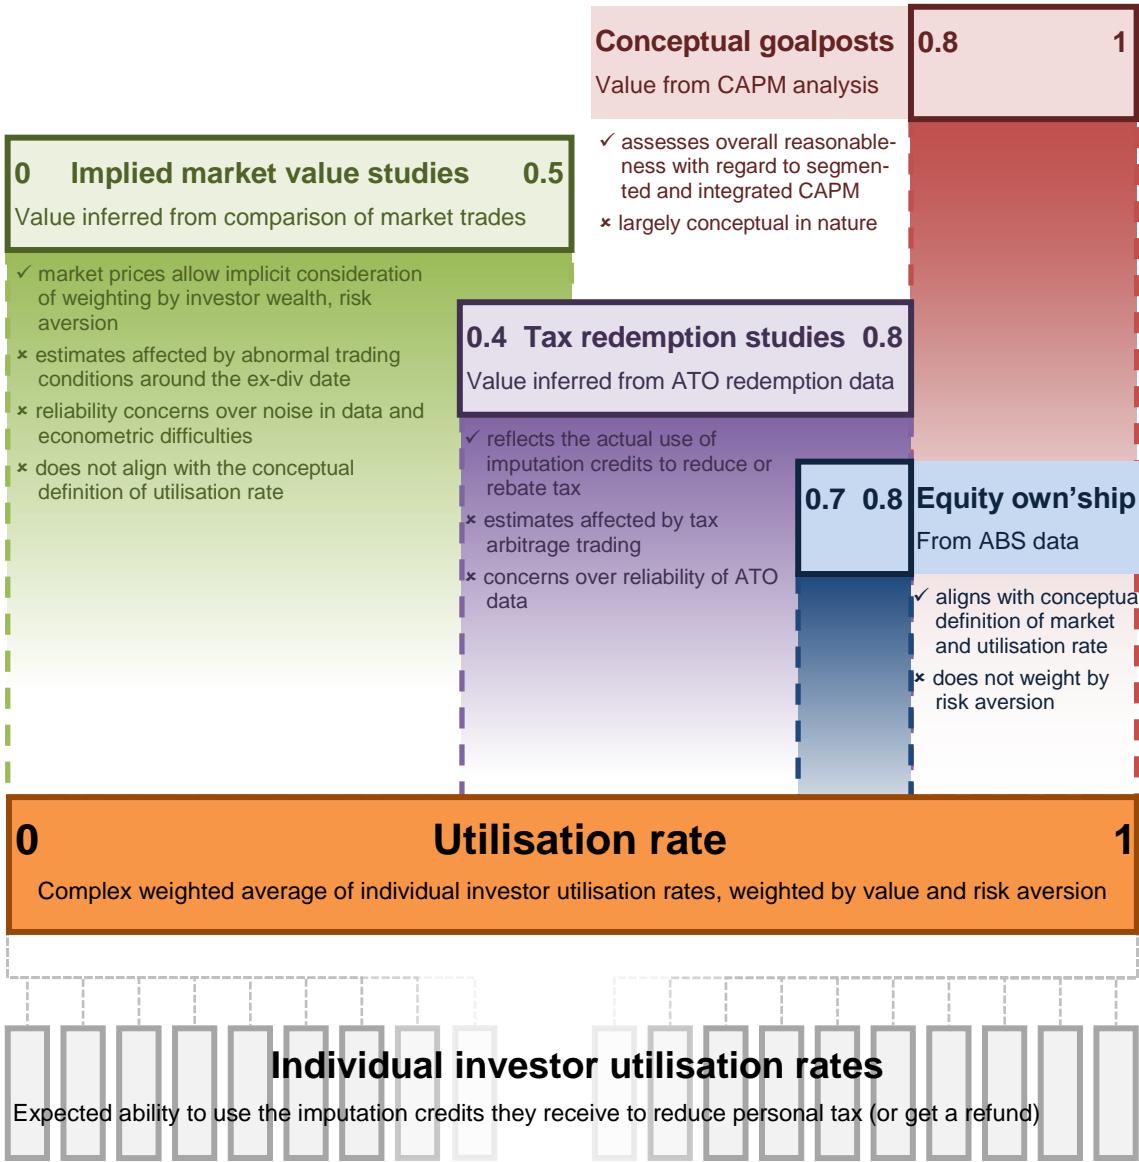 Conceptual goalposts 0.8 1
Value from CAPM analysis
✓ assesses overall reasonable-
ness with regard to segmen-
ted and integrated CAPM
× largely conceptual in nature
0 Implied market value studies 0.5
Value inferred from comparison of market trades
✓ market prices allow implicit consideration
of weighting by investor wealth, risk
aversion
× estimates affected by abnormal trading
conditions around the ex-div date
× reliability concerns over noise in data and
econometric difficulties
× does not align with the conceptual
definition of utilisation rate
0.4 Tax redemption studies 0.8
Value inferred from ATO redemption data
✓ reflects the actual use of
imputation credits to reduce or
rebate tax
× estimates affected by tax
arbitrage trading
× concerns over reliability of ATO
data
0.7 0.8 Equity own’ship
From ABS data
✓ aligns with conceptua
definition of market
and utilisation rate
× does not weight by
risk aversion
0 Utilisation rate 1
Complex weighted average of individual investor utilisation rates, weighted by value and risk aversion
Individual investor utilisation rates
Expected ability to use the imputation credits they receive to reduce personal tax (or get a refund)